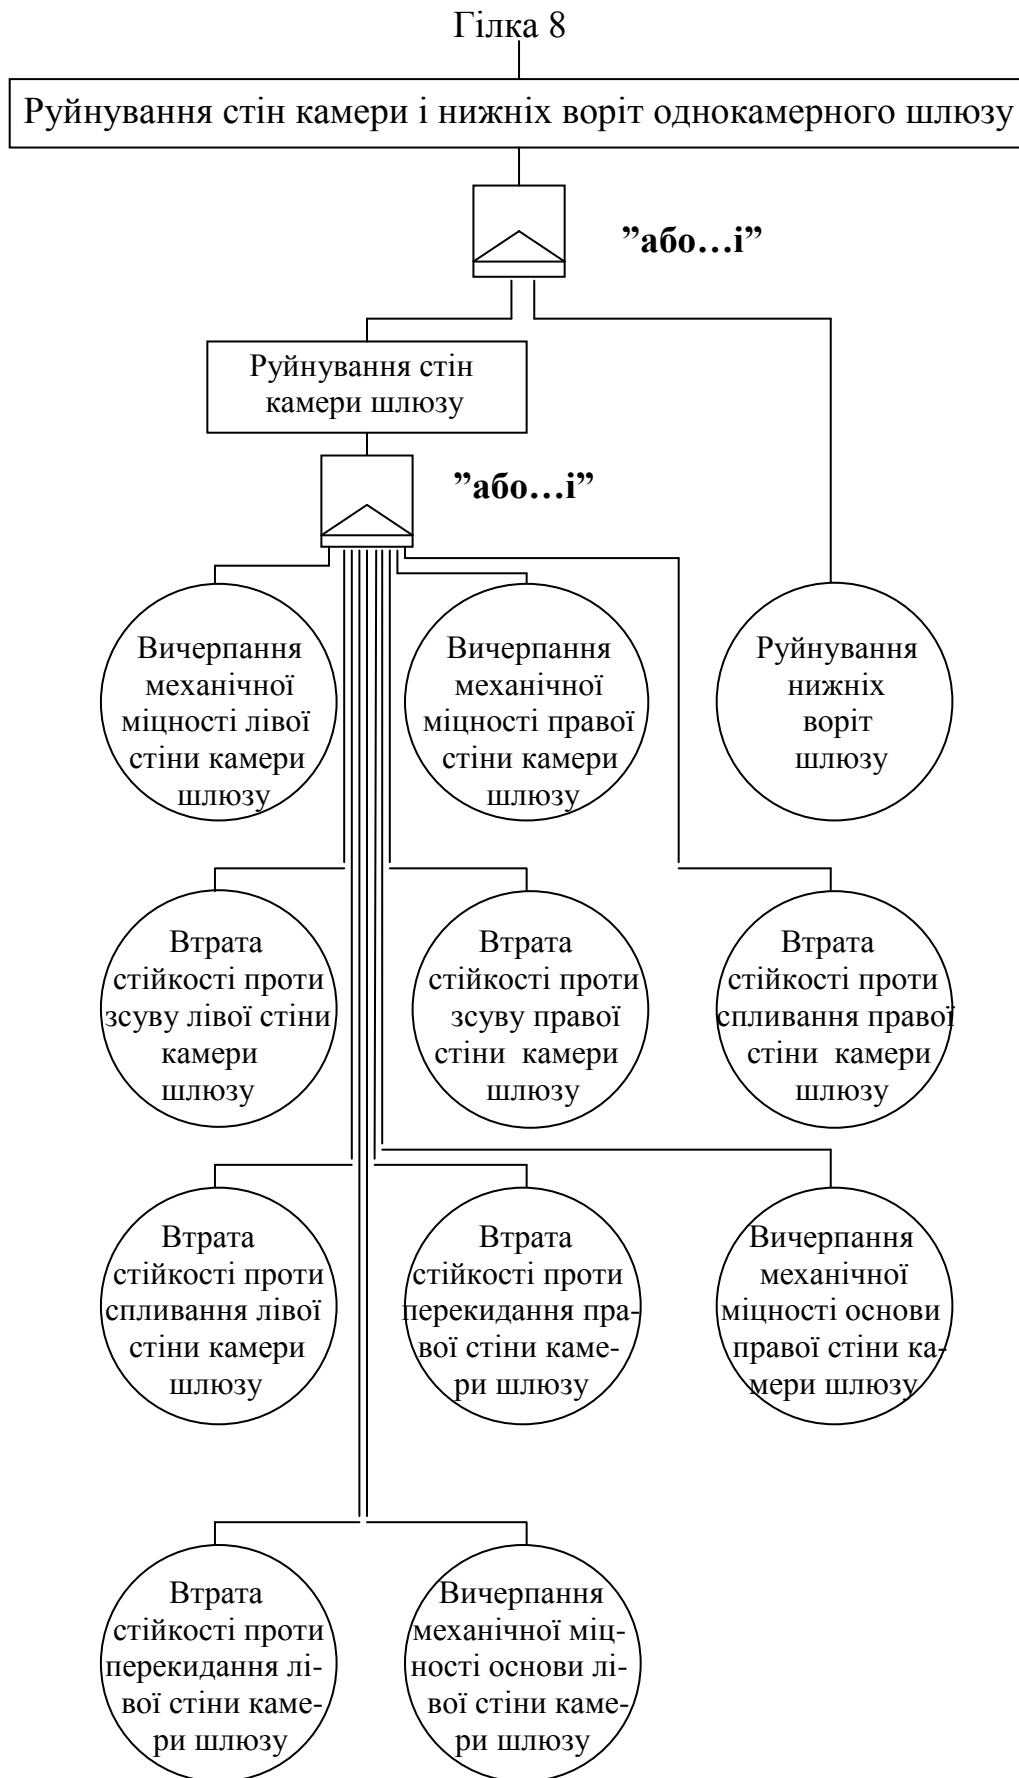 Гілка 8
Руйнування стін камери і нижніх воріт однокамерного шлюзу
”або…і”
Руйнування стін
камери шлюзу
”або…і”
Вичерпання
механічної
міцності лівої
стіни камери
шлюзу
Вичерпання
механічної
міцності правої
стіни камери
шлюзу
Руйнування
нижніх
воріт
шлюзу
Втрата
стійкості проти
зсуву лівої стіни
камери
шлюзу
Втрата
стійкості проти
зсуву правої
стіни камери
шлюзу
Втрата
стійкості проти
спливання правої
стіни камери
шлюзу
Втрата
стійкості проти
спливання лівої
стіни камери
шлюзу
Втрата
стійкості проти
перекидання пра-
вої стіни каме-
ри шлюзу
Вичерпання
механічної
міцності основи
правої стіни ка-
мери шлюзу
Втрата
стійкості проти
перекидання лі-
вої стіни каме-
ри шлюзу
Вичерпання
механічної міц-
ності основи лі-
вої стіни каме-
ри шлюзу